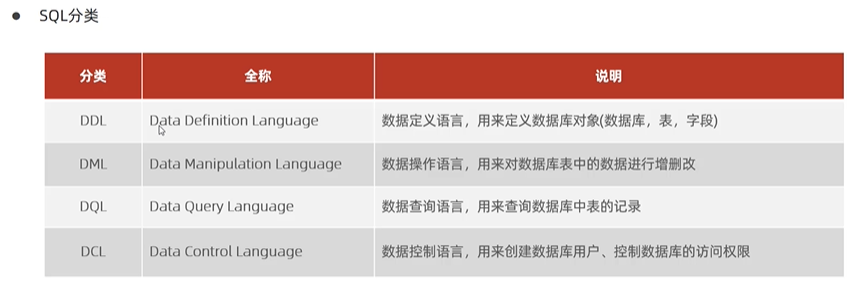 ● SQL分类
分类 全称 说明
DDL Data Definition Language 数据定义语言，用来定义数据库对象(数据库，表，字段)
DML Data Manipulation Language 数据操作语言，用来对数据库表中的数据进行增删改
DQL Data Query Language 数据查询语言，用来查询数据库中表的记录
DCL Data Control Language 数据控制语言，用来创建数据库用户、控制数据库的访问权限